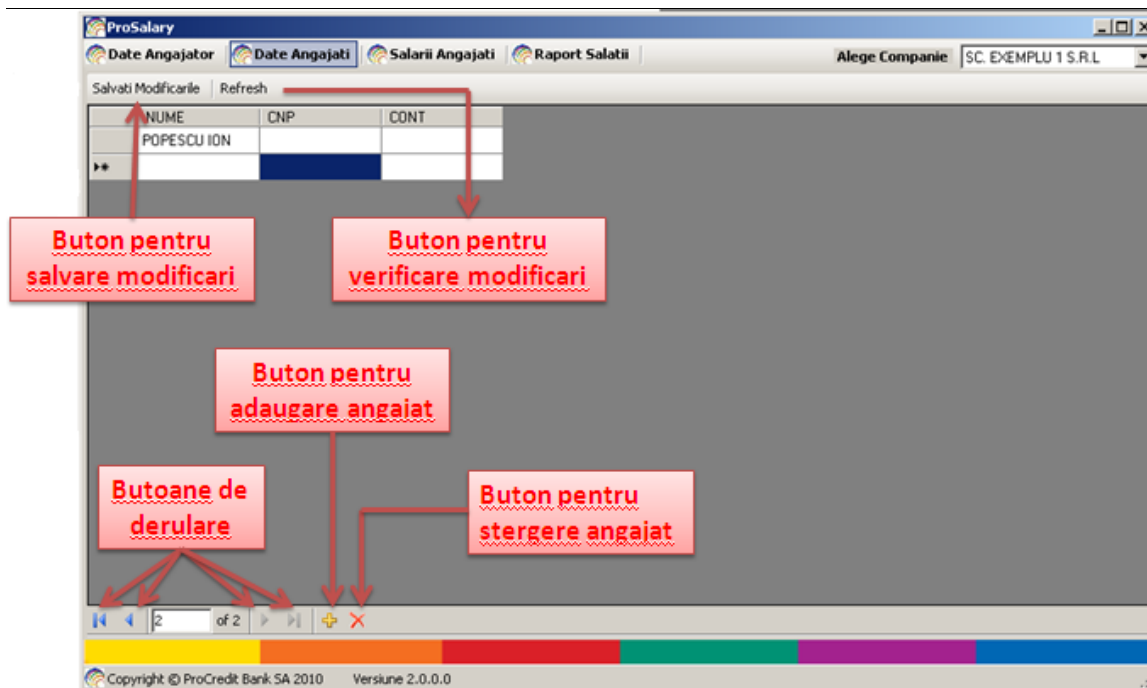 ProSalary
Date Angajator Date Angajati Salarii Angajati Raport Salatii Alege Companie SC. EXEMPLU 1 S.R.L
Salvati Modificarile Refresh
NUME CNP CONT
POPESCU ION
Buton pentru
salvare modificari
Buton pentru
verificare modificari
Buton pentru
adaugare angajat
Butoane de
derulare
Buton pentru
stergere angajat
2 of 2
Copyright © ProCredit Bank SA 2010 Versiune 2.0.0.0